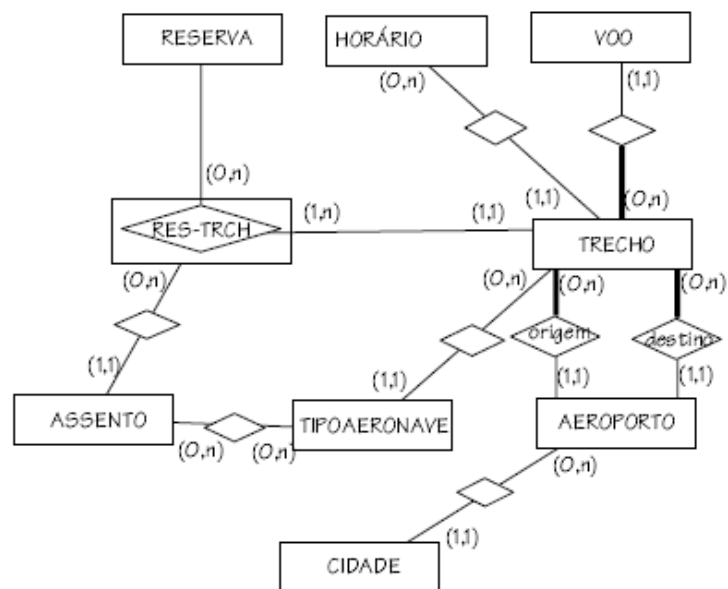 RESERVA
HORÁRIO
VOO
(0,n)
(1,1)
(0,n)
(1,n)
(1,1)
(1,1)
(0,n)
RES-TRCH
TRECHO
(0,n)
(0,n)
(0,n)
(0,n)
origem
destino
(1,1)
(1,1)
(1,1)
(1,1)
ASSENTO
TIPOAERONAVE
AEROPORTO
(0,n)
(0,n)
(0,n)
(1,1)
CIDADE